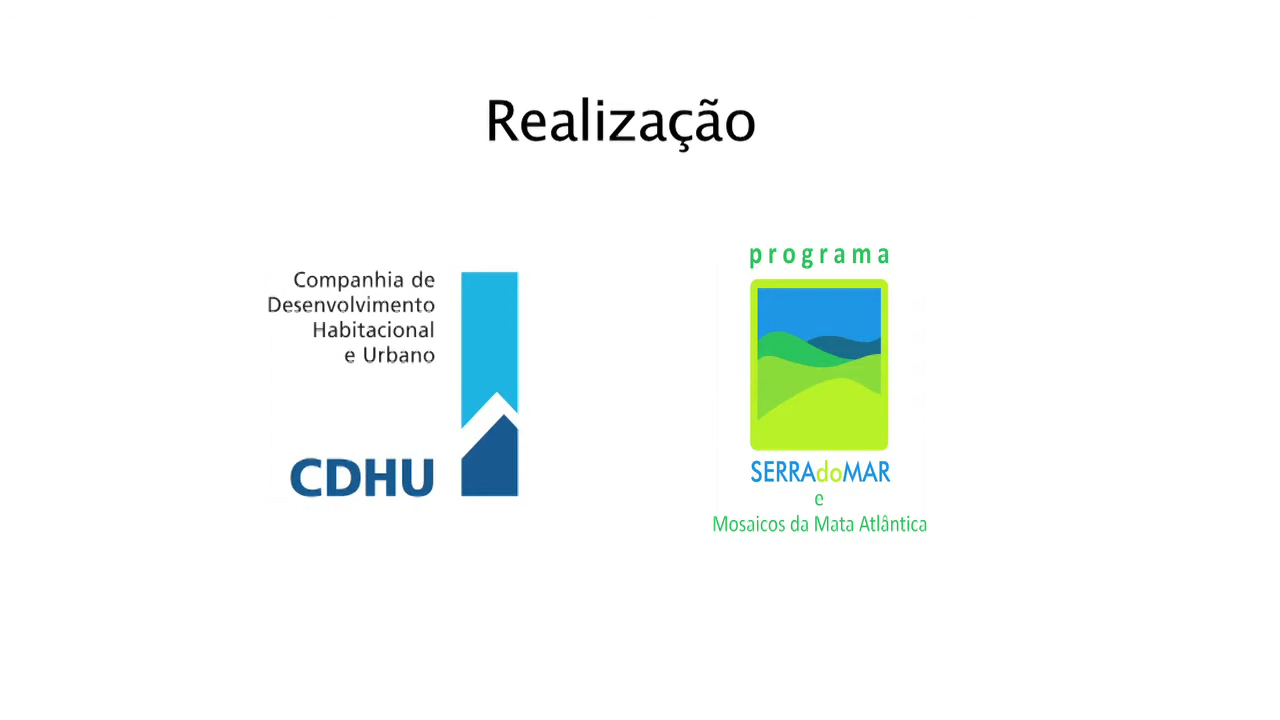 Realização
Companhia de
Desenvolvimento
Habitacional
e Urbano
CDHU
programa
SERRAdoMAR
e
Mosaicos da Mata Atlântica